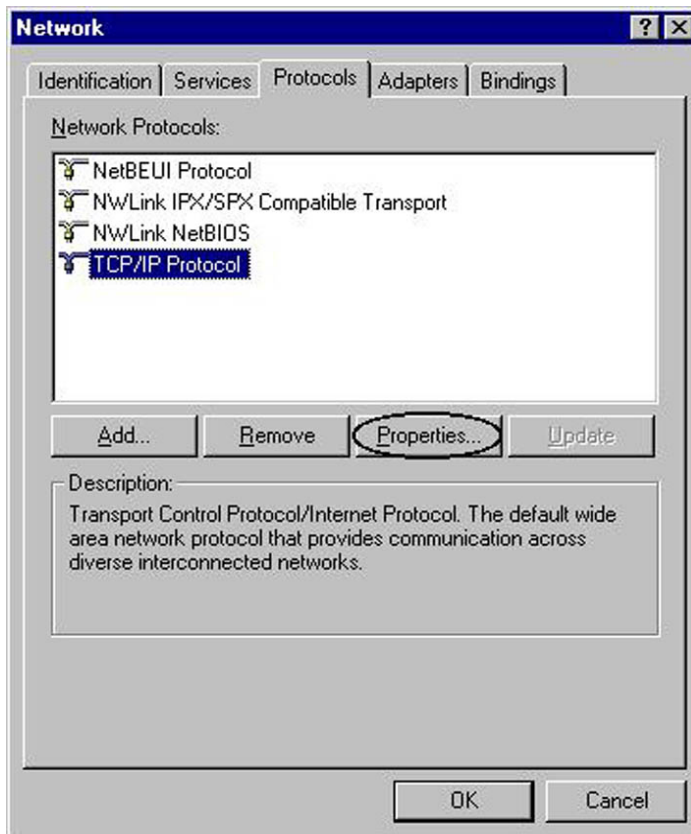 Network
Identification Services Protocols Adapters Bindings
Network Protocols:
NetBEUI Protocol
NWLink IPX/SPX Compatible Transport
NWLink NetBIOS
TCP/IP Protocol
Add... Remove Properties... Update
Description:
Transport Control Protocol/Internet Protocol. The default wide
area network protocol that provides communication across
diverse interconnected networks.
OK Cancel